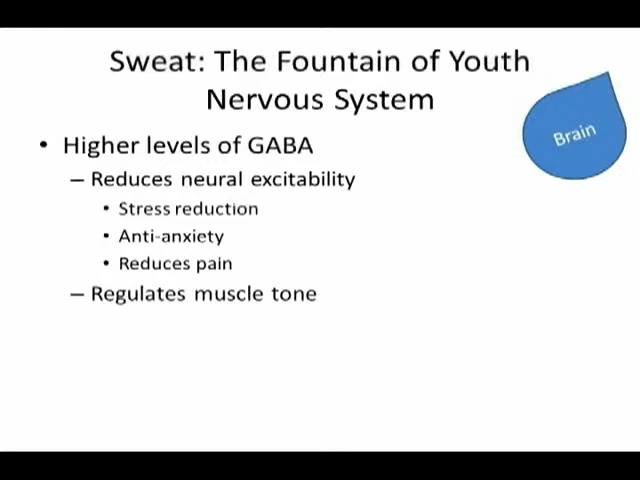 Sweat: The Fountain of Youth
Nervous System
Brain
• Higher levels of GABA
– Reduces neural excitability
• Stress reduction
• Anti-anxiety
• Reduces pain
– Regulates muscle tone